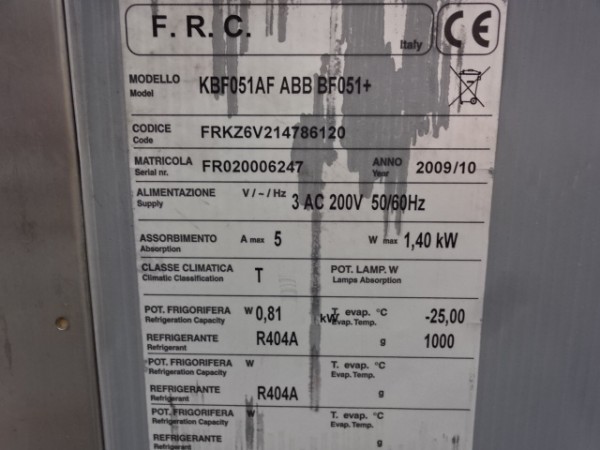 F. R. C.
Italy
CE
MODELLO KBF051AF ABB BF051+
Model
CODICE FRKZ6V214786120
Code
MATRICOLA FR020006247 ANNO 2009/10
Serial nr. Year
ALIMENTAZIONE V/~/Hz 3 AC 200V 50/60Hz
Supply
ASSORBIMENTO A max 5 W max 1,40 kW
Absorption
CLASSE CLIMATICA T POT. LAMP. W
Climatic Classification Lamps Absorption
POT. FRIGORIFERA W 0,81 kW T. evap. °C -25,00
Refrigeration Capacity Evap. Temp.
REFRIGERANTE R404A g 1000
Refrigerant
POT. FRIGORIFERA W T. evap. °C
Refrigeration Capacity Evap. Temp.
REFRIGERANTE R404A g
Refrigerant
POT. FRIGORIFERA W T. evap. °C
Refrigeration Capacity Evap. Temp.
REFRIGERANTE g
Refrigerant